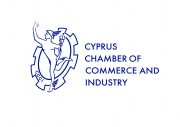 CYPRUS
CHAMBER OF
COMMERCE AND
INDUSTRY